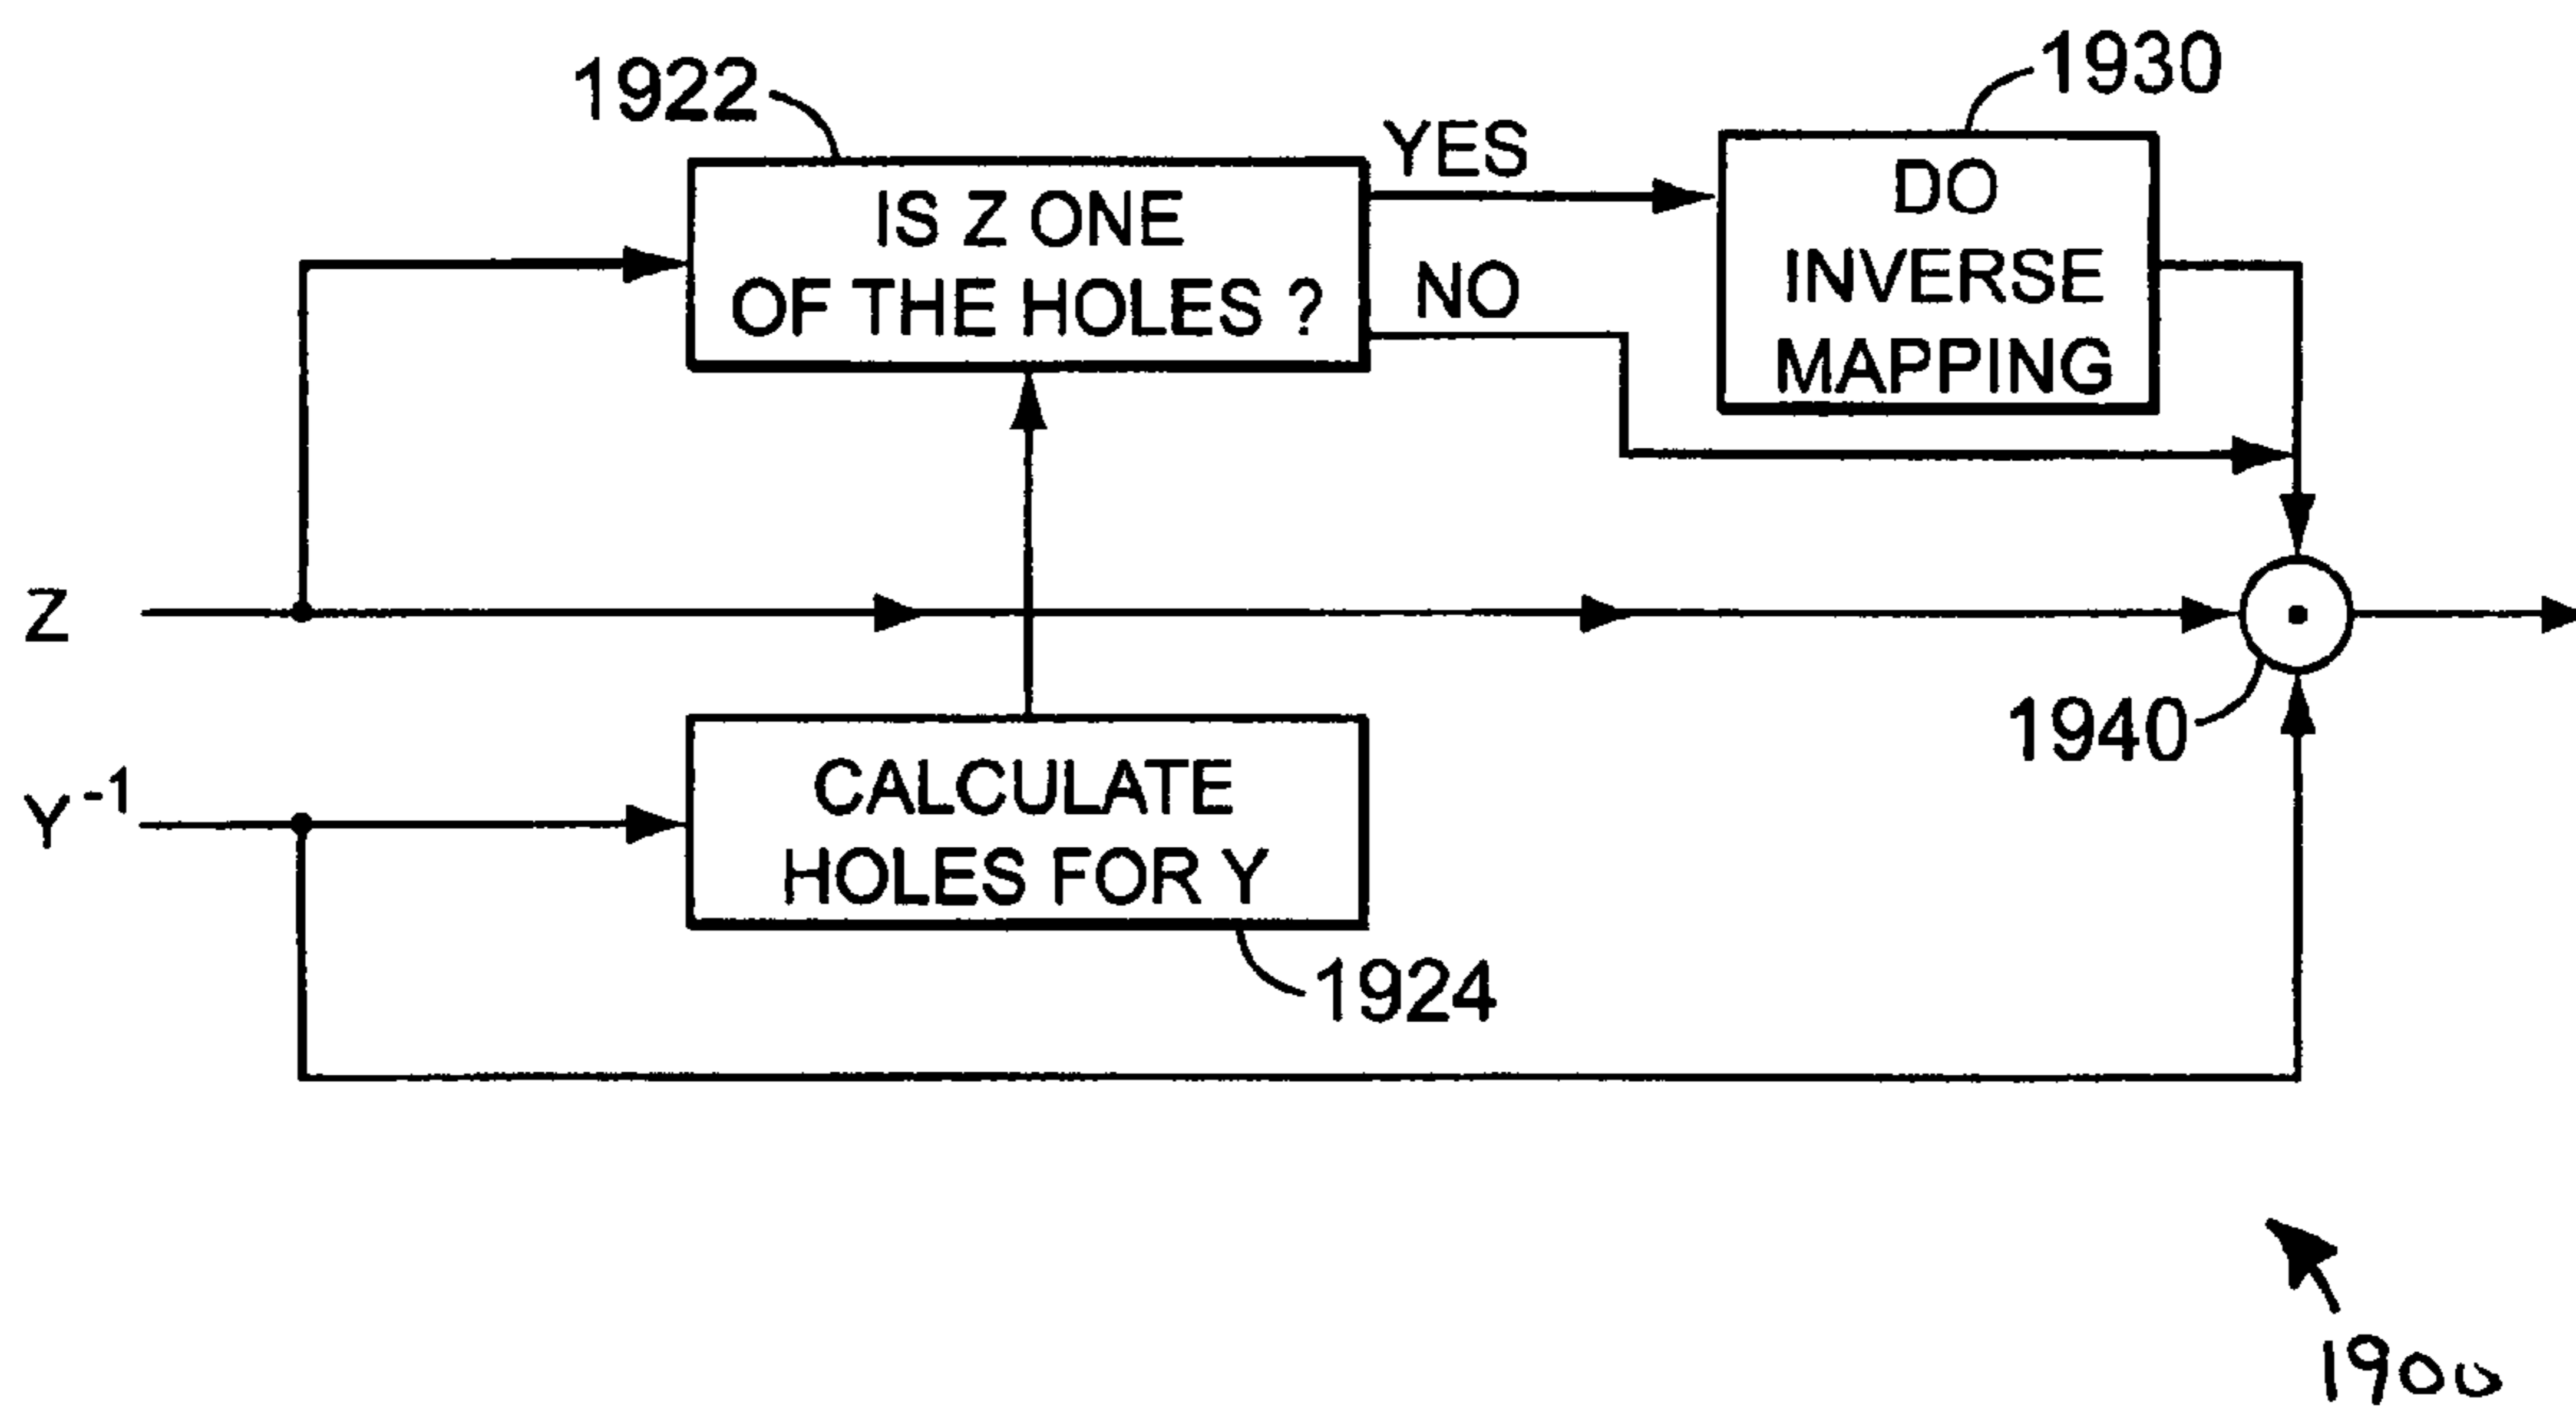 1922
1930
YES
DO
INVERSE
MAPPING
IS Z ONE
OF THE HOLES ?
NO
Z
1940
Y⁻¹
CALCULATE
HOLES FOR Y
1924
1900